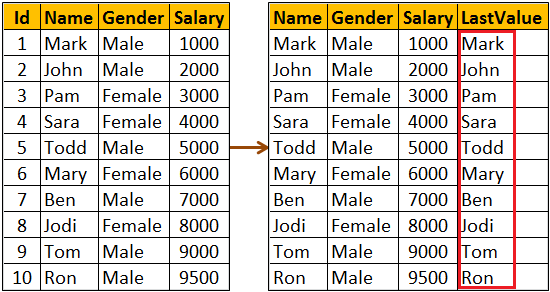 Id Name Gender Salary
1 Mark Male 1000
2 John Male 2000
3 Pam Female 3000
4 Sara Female 4000
5 Todd Male 5000
6 Mary Female 6000
7 Ben Male 7000
8 Jodi Female 8000
9 Tom Male 9000
10 Ron Male 9500
Name Gender Salary LastValue
Mark Male 1000 Mark
John Male 2000 John
Pam Female 3000 Pam
Sara Female 4000 Sara
Todd Male 5000 Todd
Mary Female 6000 Mary
Ben Male 7000 Ben
Jodi Female 8000 Jodi
Tom Male 9000 Tom
Ron Male 9500 Ron